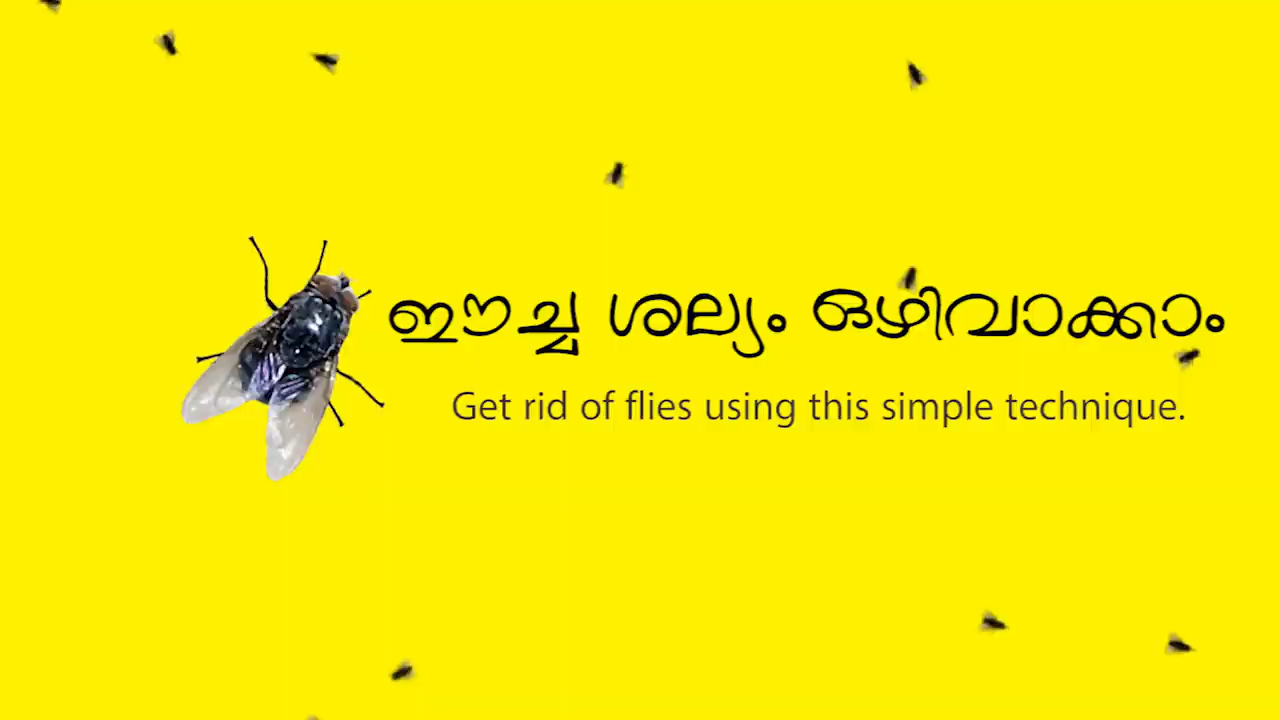 ഈച്ച ശല്യം ഒഴിവാക്കാം
Get rid of flies using this simple technique.